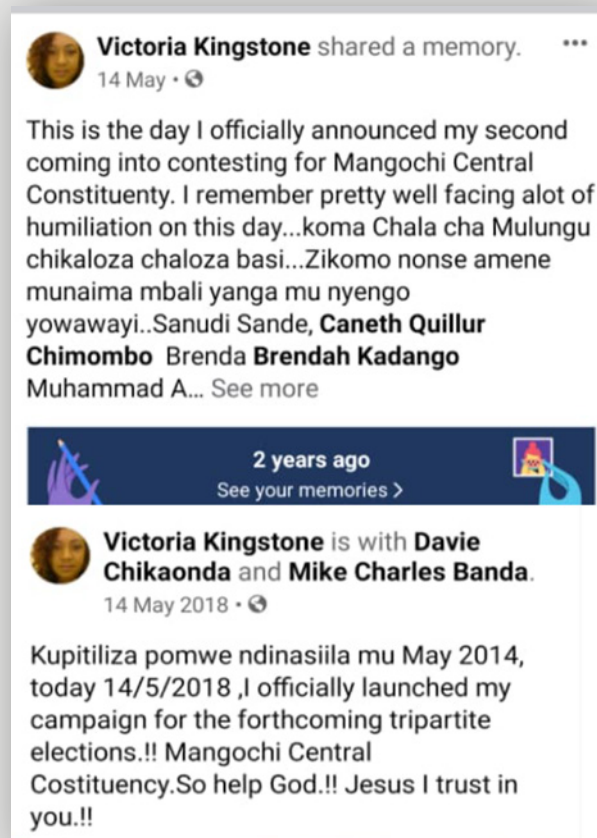 Victoria Kingstone shared a memory.
14 May
This is the day I officially announced my second
coming into contesting for Mangochi Central
Constituenty. I remember pretty well facing alot of
humiliation on this day...koma Chala cha Mulungu
chikaloza chaloza basi...Zikomo nonse amene
munaima mbali yanga mu nyengo
yowawayi..Sanudi Sande, Caneth Quillur
Chimombo Brenda Brendah Kadango
Muhammad A... See more
2 years ago
See your memories >
Victoria Kingstone is with Davie
Chikaonda and Mike Charles Banda.
14 May 2018
Kupitiliza pomwe ndinasiila mu May 2014,
today 14/5/2018 ,I officially launched my
campaign for the forthcoming tripartite
elections.!! Mangochi Central
Costituency.So help God.!! Jesus I trust in
you.!!